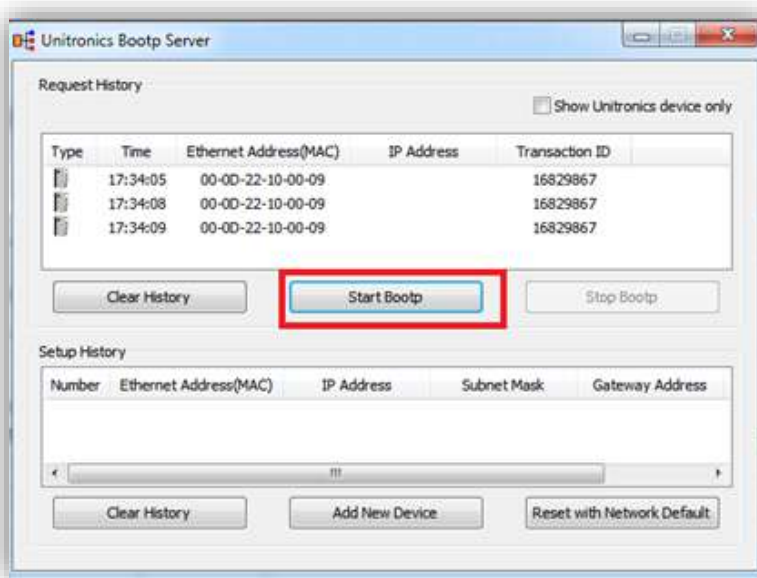 Unitronics Bootp Server
Request History
Show Unitronics device only
Type Time Ethernet Address(MAC) IP Address Transaction ID
17:34:05 00-0D-22-10-00-09 16829867
17:34:08 00-0D-22-10-00-09 16829867
17:34:09 00-0D-22-10-00-09 16829867
Clear History Start Bootp Stop Bootp
Setup History
Number Ethernet Address(MAC) IP Address Subnet Mask Gateway Address
Clear History Add New Device Reset with Network Default